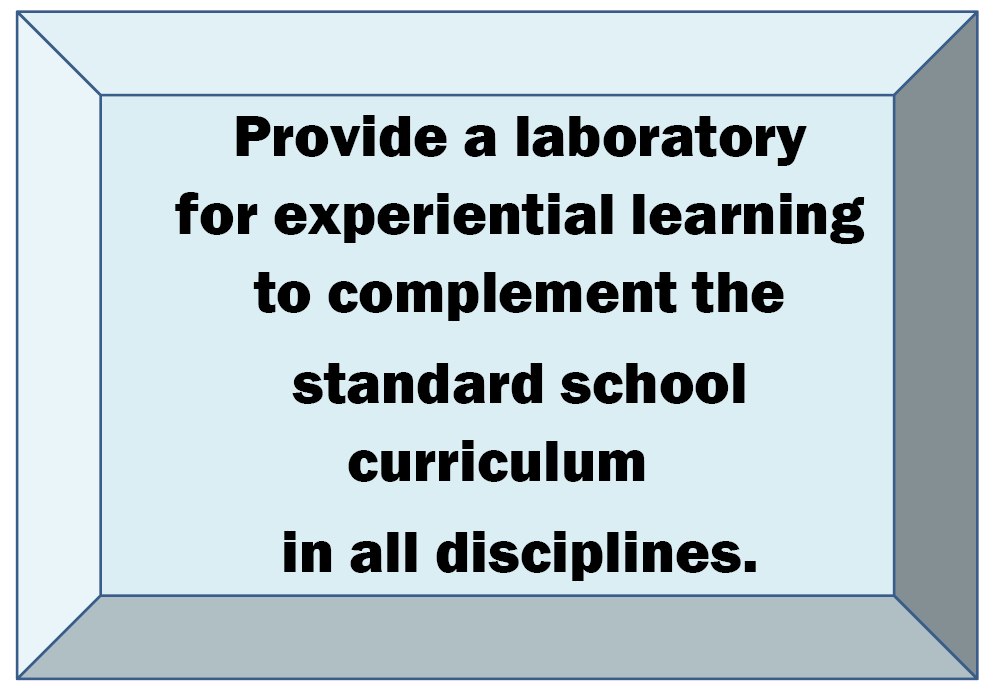 Provide a laboratory
for experiential learning
to complement the
standard school
curriculum
in all disciplines.